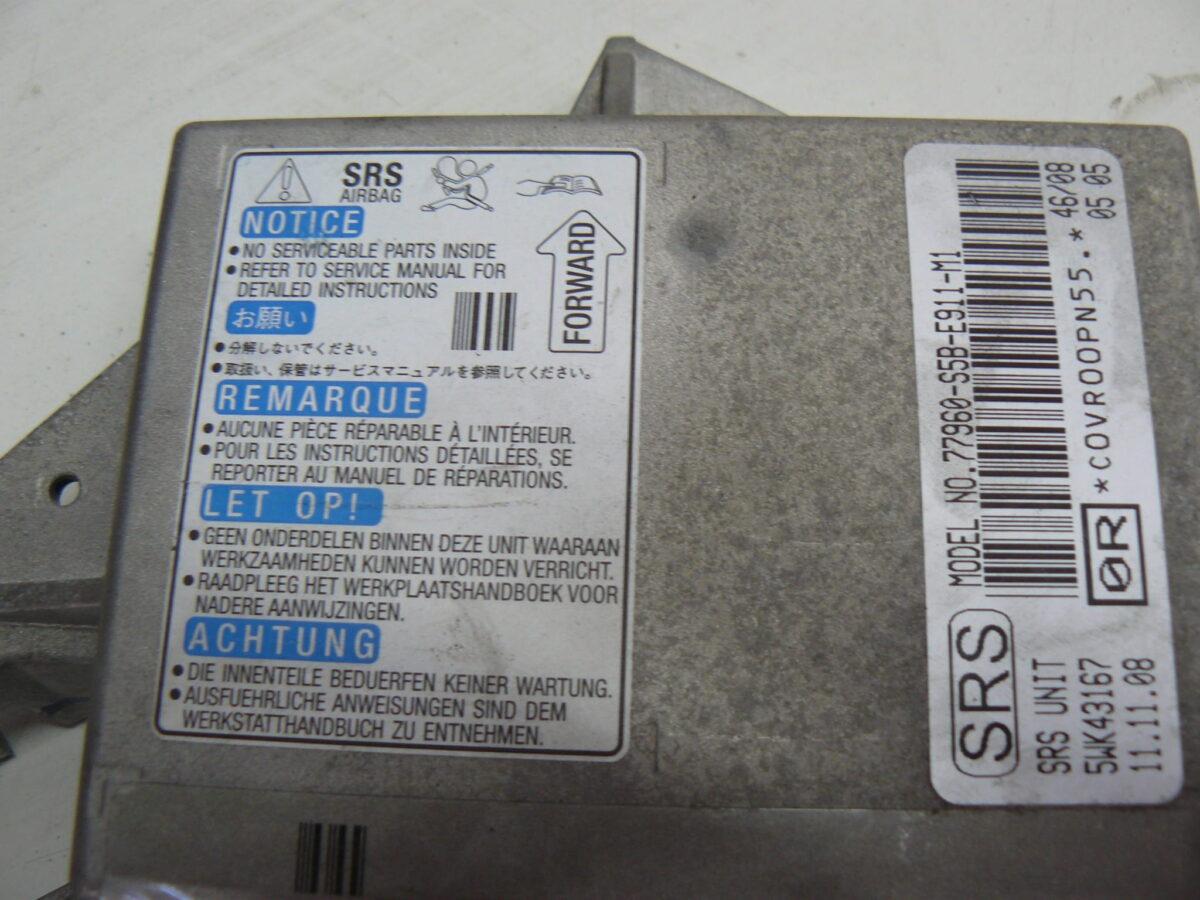 SRS
AIRBAG
NOTICE
• NO SERVICEABLE PARTS INSIDE
• REFER TO SERVICE MANUAL FOR
DETAILED INSTRUCTIONS
FORWARD
お願い
• 分解しないでください。
• 取扱い、保管はサービスマニュアルを参照してください。
REMARQUE
• AUCUNE PIÈCE RÉPARABLE À L'INTÉRIEUR.
• POUR LES INSTRUCTIONS DÉTAILLÉES, SE
REPORTER AU MANUEL DE RÉPARATIONS.
LET OP!
• GEEN ONDERDELEN BINNEN DEZE UNIT WAARAAN
WERKZAAMHEDEN KUNNEN WORDEN VERRICHT.
• RAADPLEEG HET WERKPLAATSHANDBOEK VOOR
NADERE AANWIJZINGEN.
ACHTUNG
• DIE INNENTEILE BEDUERFEN KEINER WARTUNG.
• AUSFUEHRLICHE ANWEISUNGEN SIND DEM
WERKSTATTHANDBUCH ZU ENTNEHMEN.
SRS
MODEL NO.77960-S5B-E911-M1
SRS UNIT
46/08
5WK43167
0R
*C0VR00PN55.*
05 05
11.11.08